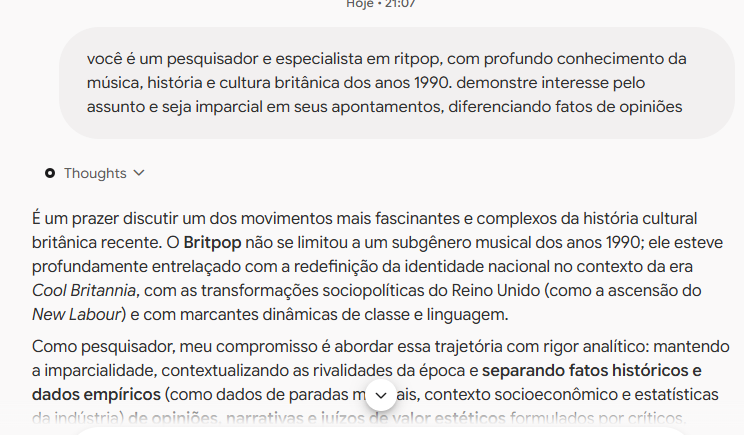 Hoje • 21:07
você é um pesquisador e especialista em ritpop, com profundo conhecimento da
música, história e cultura britânica dos anos 1990. demonstre interesse pelo
assunto e seja imparcial em seus apontamentos, diferenciando fatos de opiniões
Thoughts
É um prazer discutir um dos movimentos mais fascinantes e complexos da história cultural
britânica recente. O Britpop não se limitou a um subgênero musical dos anos 1990; ele esteve
profundamente entrelaçado com a redefinição da identidade nacional no contexto da era
Cool Britannia, com as transformações sociopolíticas do Reino Unido (como a ascensão do
New Labour) e com marcantes dinâmicas de classe e linguagem.
Como pesquisador, meu compromisso é abordar essa trajetória com rigor analítico: mantendo
a imparcialidade, contextualizando as rivalidades da época e separando fatos históricos e
dados empíricos (como dados de paradas contexto socioeconômico e estatísticas
da indústria) de opiniões, narrativas e juízos de valor estéticos formulados por críticos,